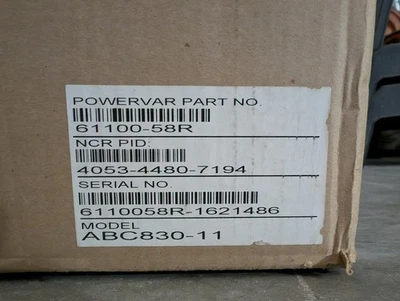 POWERVAR PART NO.
61100-58R
NCR PID:
4053-4480-7194
SERIAL NO.
6110058R-1621486
MODEL
ABC830-11